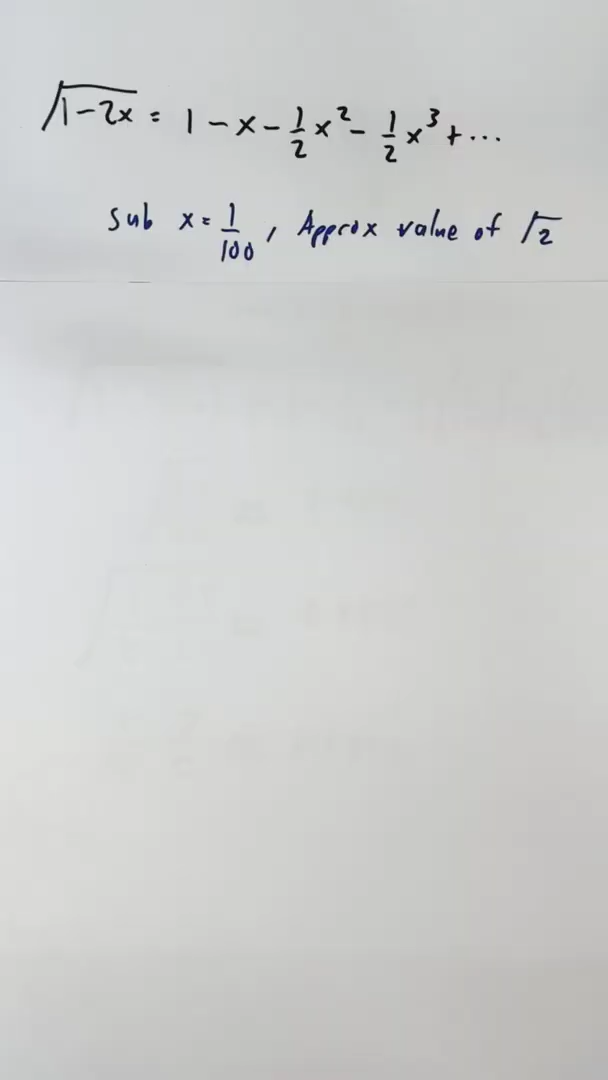 √(1-2x) = 1 - x - 1/2 x² - 1/2 x³ + ...
Sub x = 1/100 , Approx value of √2